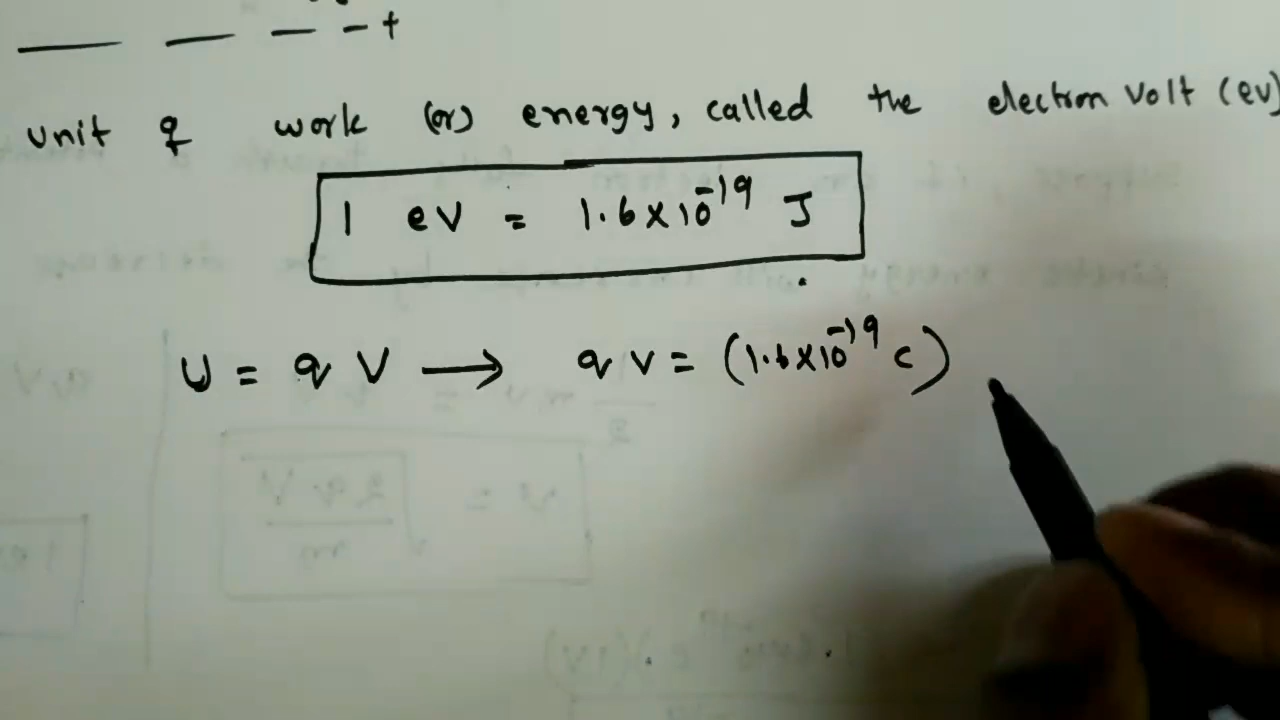 unit of work (or) energy, called the electron volt (ev)
1 eV = 1.6×10⁻¹⁹ J
U = qV → qV = (1.6×10⁻¹⁹ C)